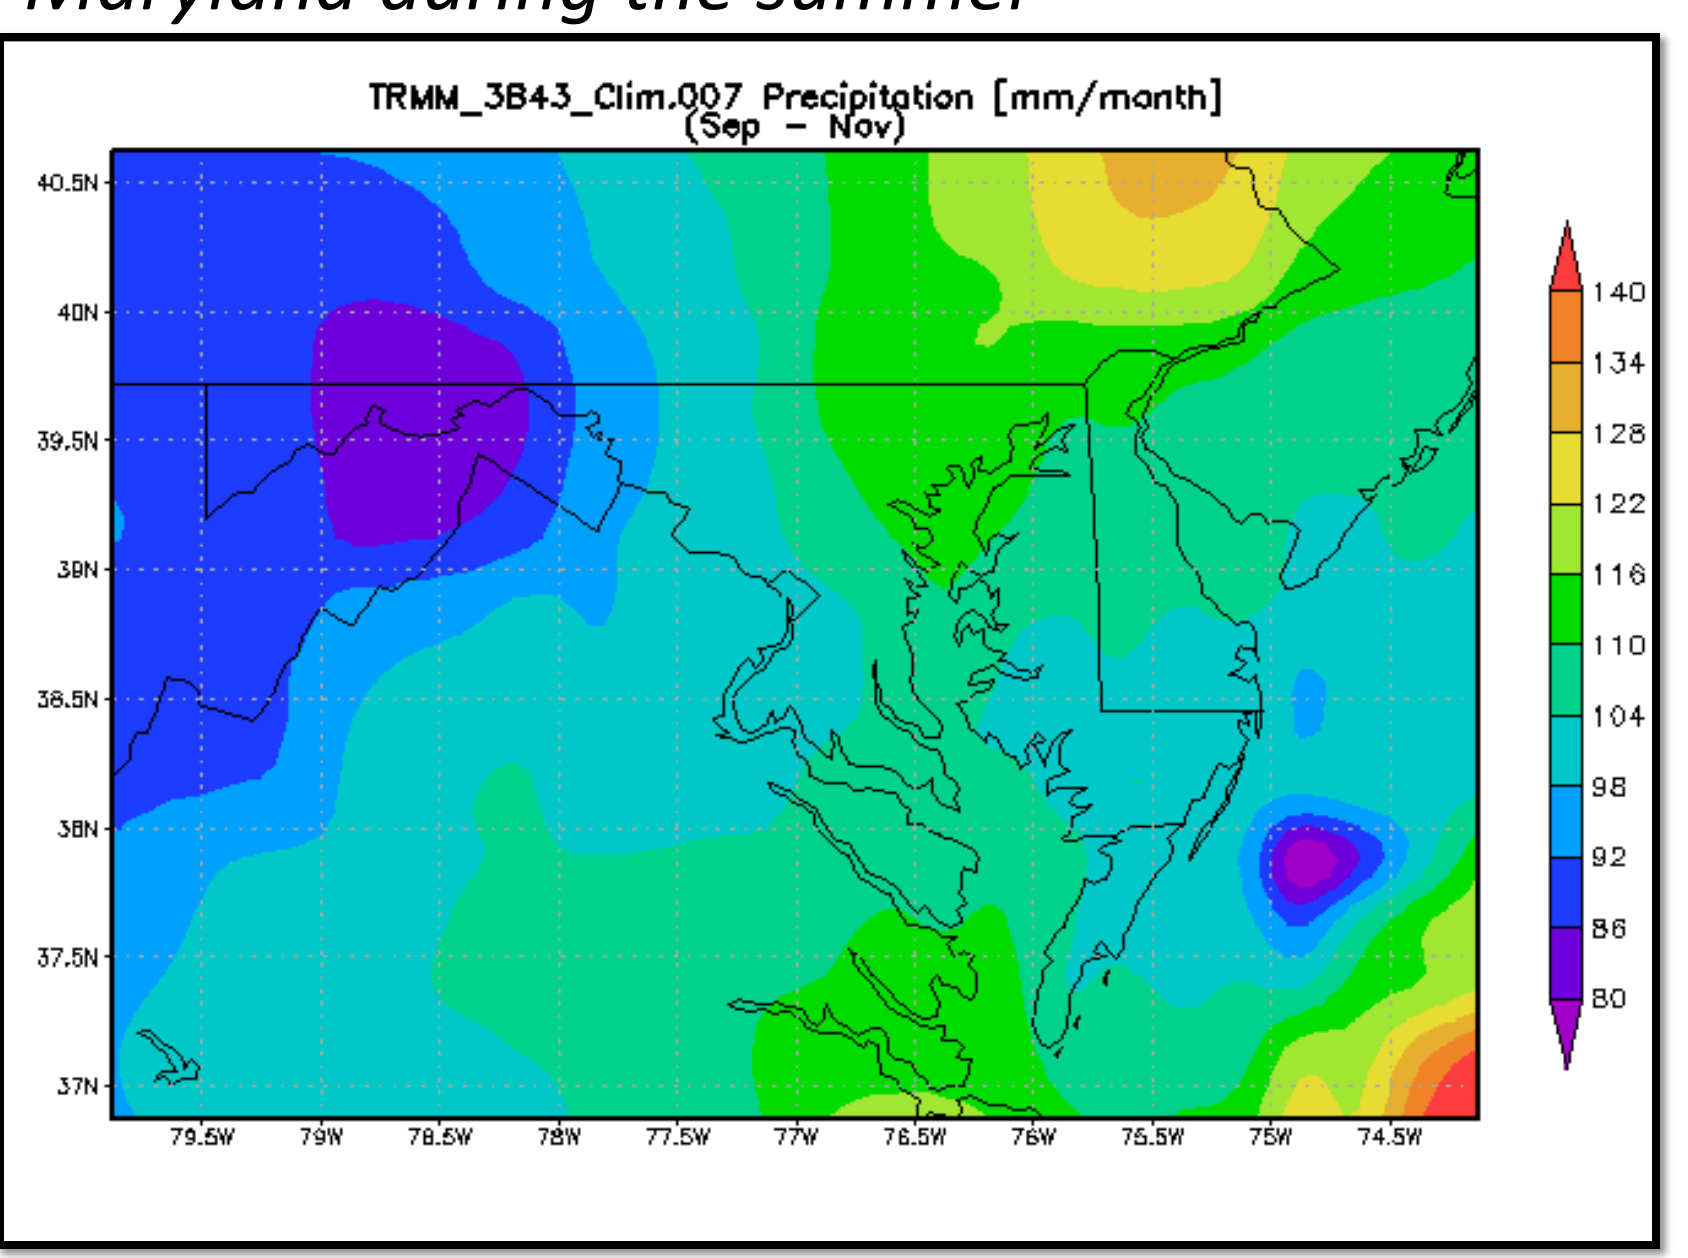 Maryland during the summer
TRMM_3B43_Clim.007 Precipitation [mm/month]
(Sep - Nov)
40.5N
40N
39.5N
39N
38.5N
38N
37.5N
37N
79.5W 79W 78.5W 78W 77.5W 77W 76.5W 76W 75.5W 75W 74.5W
140
134
128
122
116
110
104
98
92
86
80